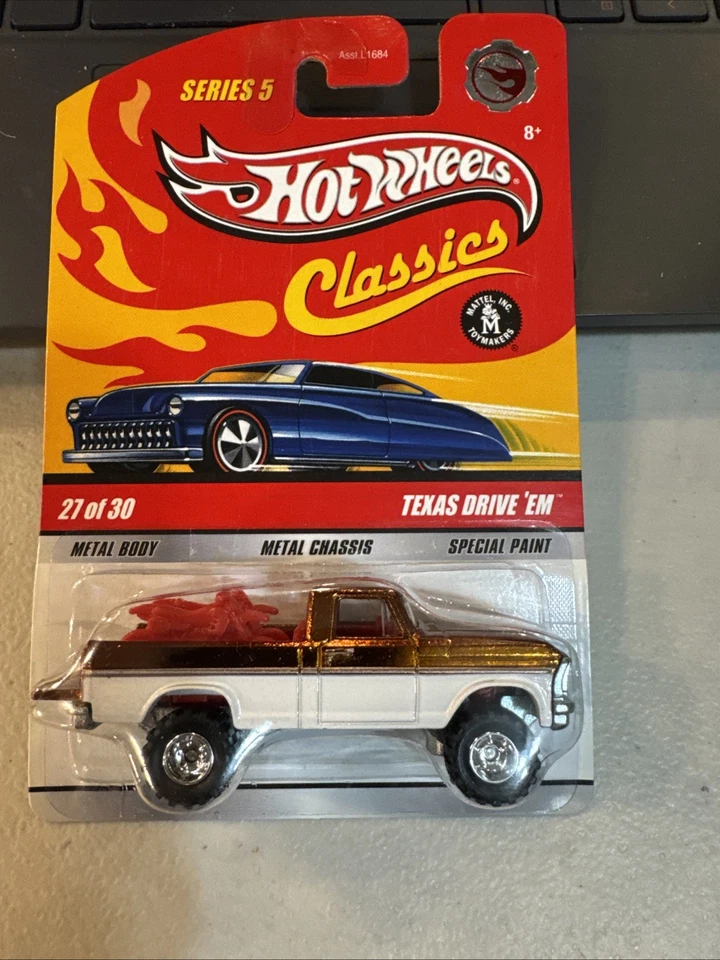 Asst.L1684
SERIES 5
8+
HOT WHEELS®
Classics
MATTEL, INC.
M
TOYMAKERS®
27 of 30
TEXAS DRIVE 'EM™
METAL BODY
METAL CHASSIS
SPECIAL PAINT